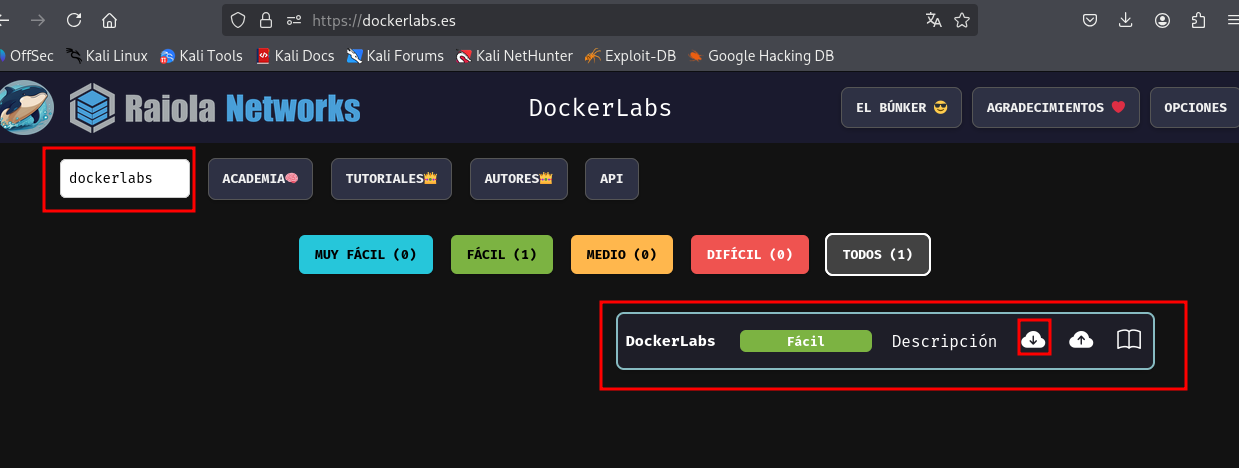 https://dockerlabs.es
OffSec Kali Linux Kali Tools Kali Docs Kali Forums Kali NetHunter Exploit-DB Google Hacking DB
Raiola Networks DockerLabs EL BÚNKER 😎 AGRADECIMIENTOS ❤️ OPCIONES
dockerlabs ACADEMIA🧠 TUTORIALES👑 AUTORES👑 API
MUY FÁCIL (0) FÁCIL (1) MEDIO (0) DIFÍCIL (0) TODOS (1)
DockerLabs Fácil Descripción